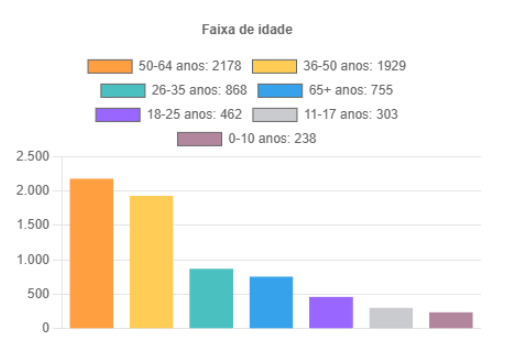 Faixa de idade
50-64 anos: 2178 36-50 anos: 1929
26-35 anos: 868 65+ anos: 755
18-25 anos: 462 11-17 anos: 303
0-10 anos: 238
2.500
2.000
1.500
1.000
500
0